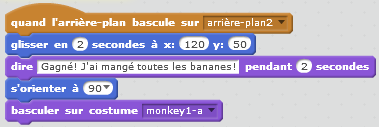 quand l'arrière-plan bascule sur arrière-plan2
glisser en 2 secondes à x: 120 y: 50
dire Gagné! J'ai mangé toutes les bananes! pendant 2 secondes
s'orienter à 90
basculer sur costume monkey1-a